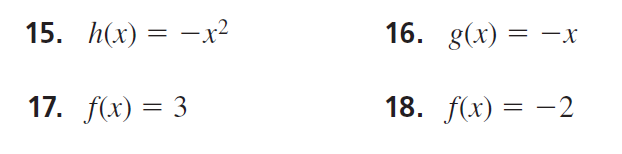 15. h(x) = −x² 16. g(x) = −x
17. f(x) = 3 18. f(x) = −2